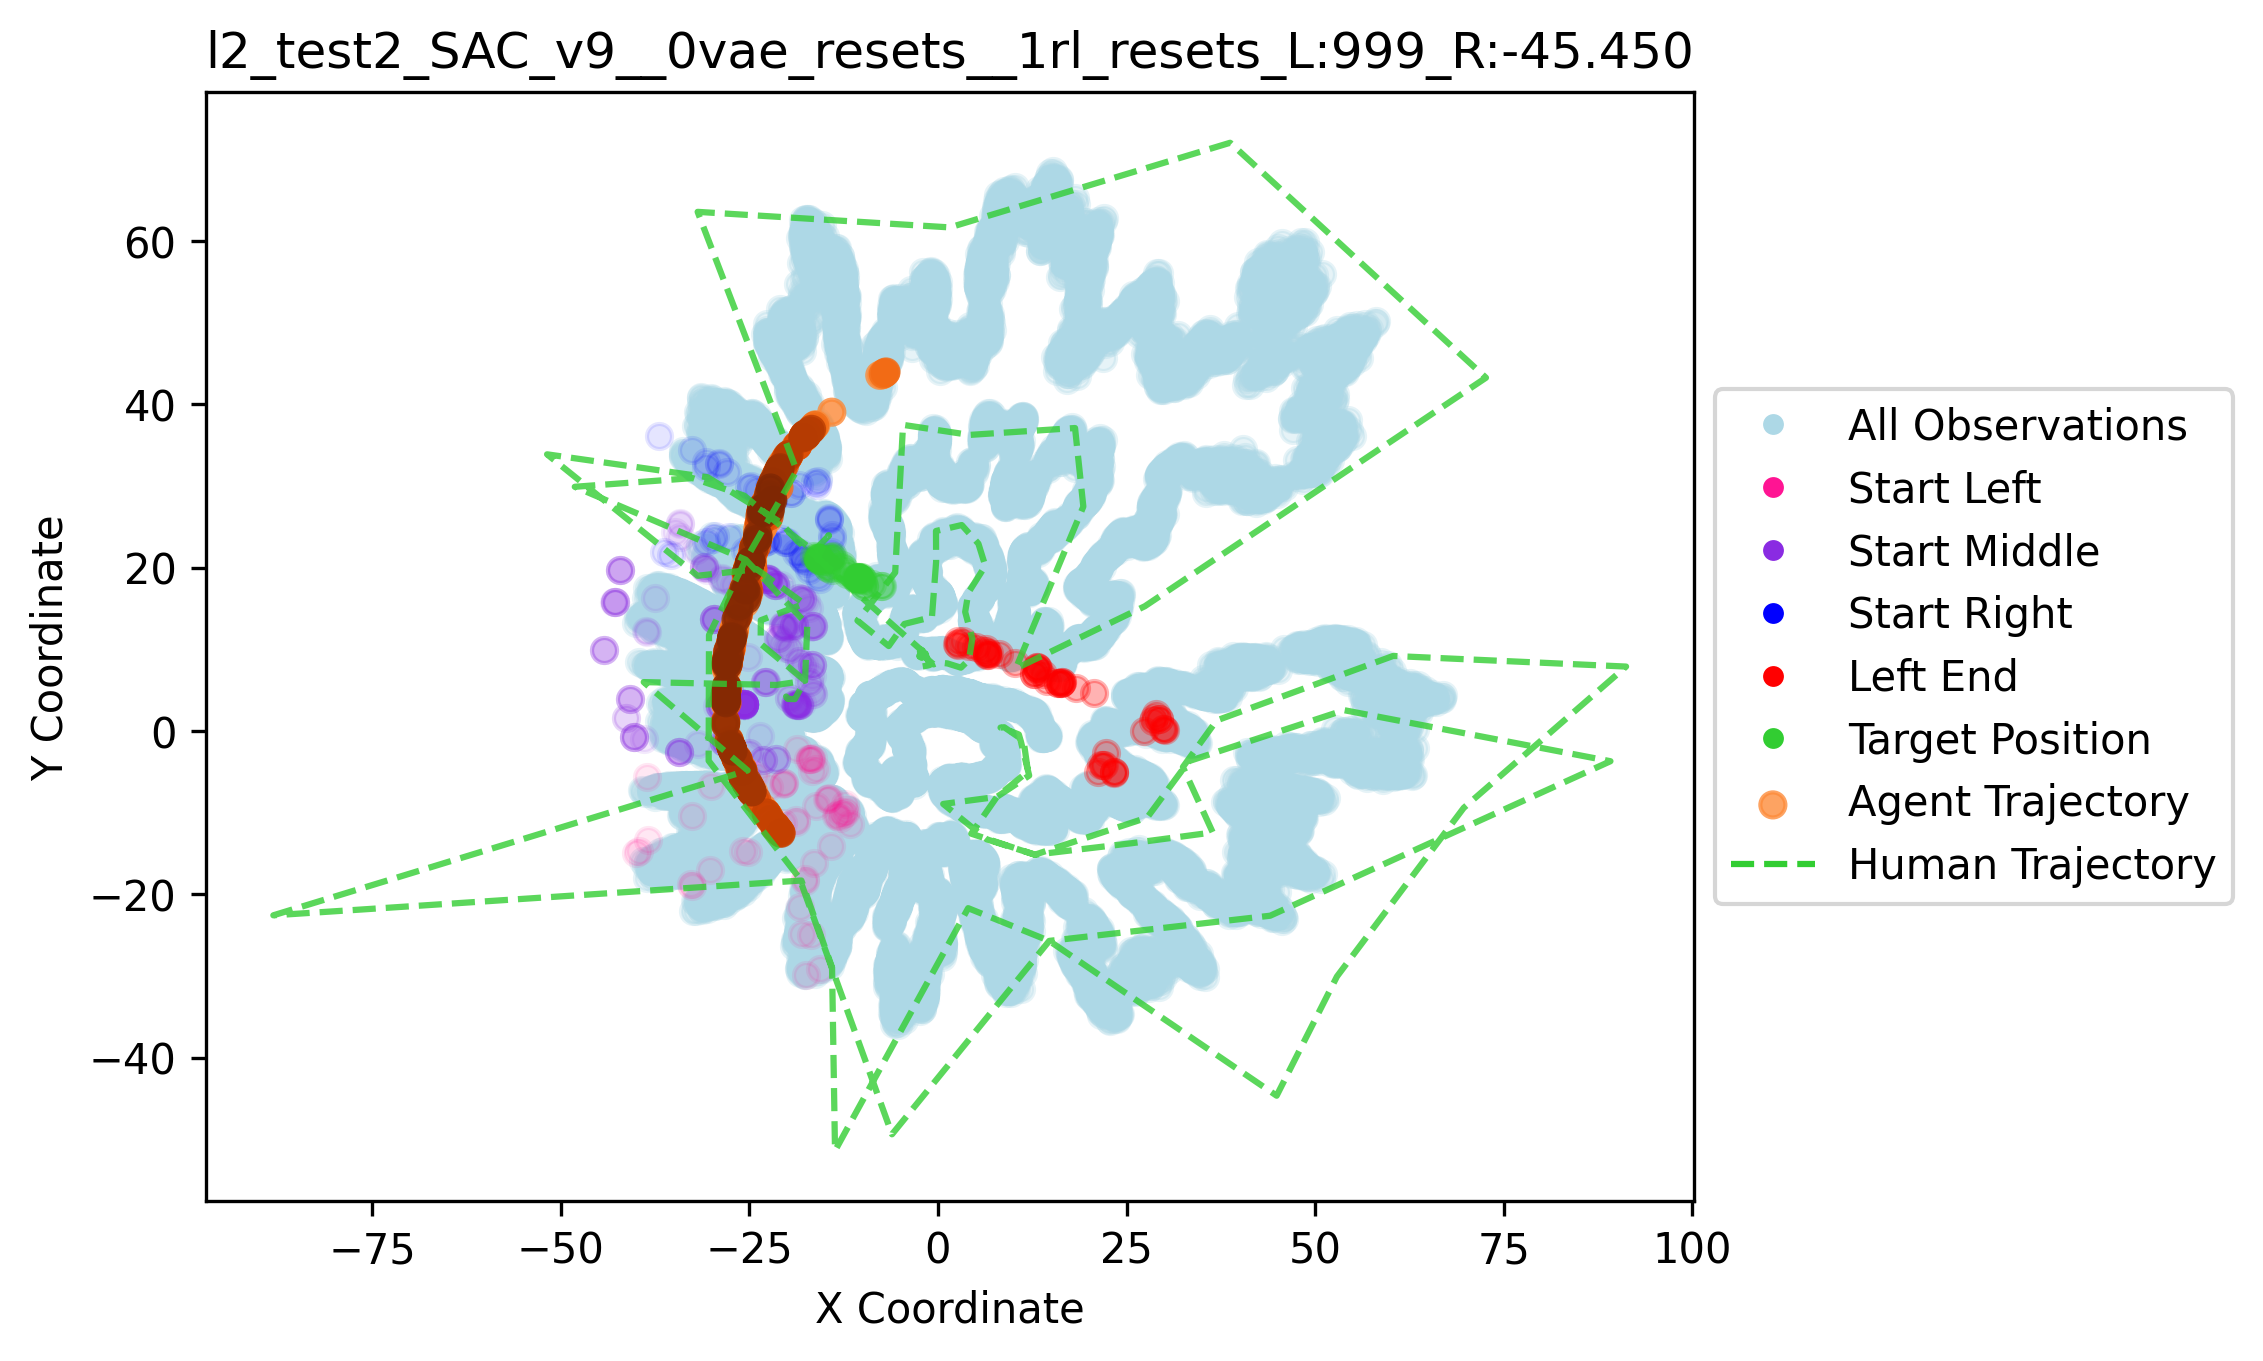 l2_test2_SAC_v9__0vae_resets__1rl_resets_L:999_R:-45.450
60
40
20
0
−20
−40
Y Coordinate
−75
−50
−25
0
25
50
75
100
X Coordinate
All Observations
Start Left
Start Middle
Start Right
Left End
Target Position
Agent Trajectory
Human Trajectory